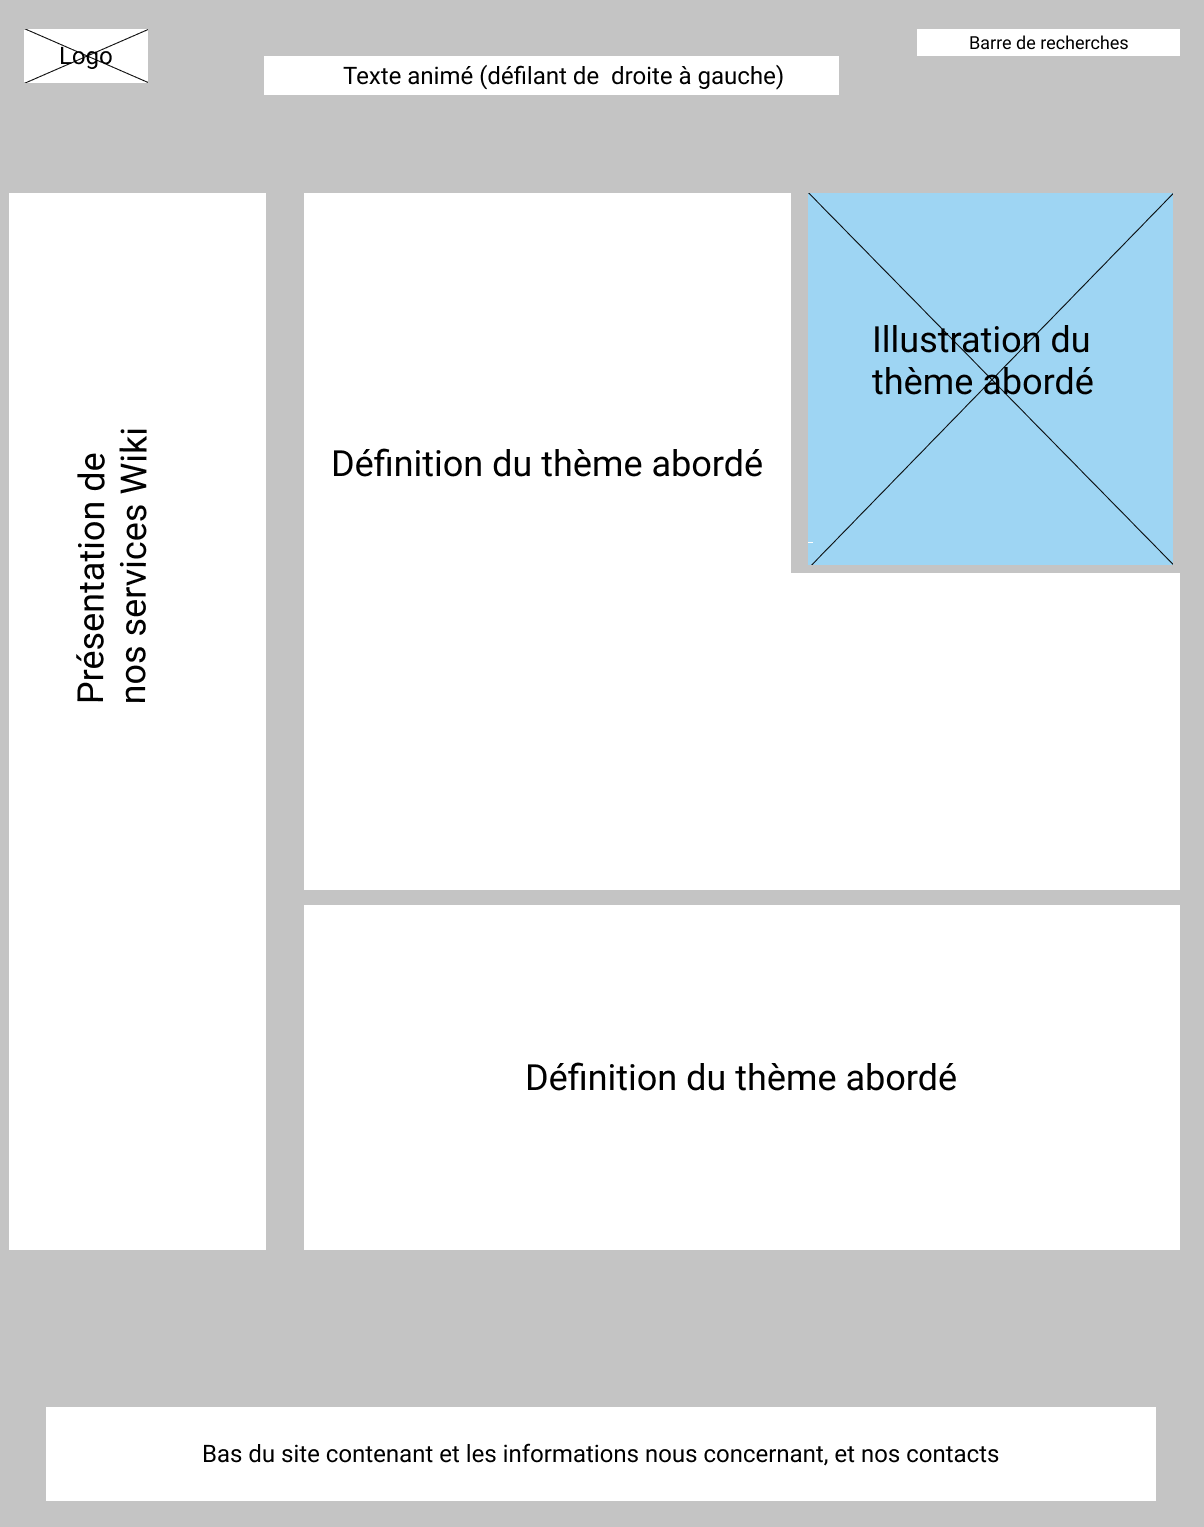 Logo
Barre de recherches
Texte animé (défilant de  droite à gauche)
Présentation de
nos services Wiki
Définition du thème abordé
Illustration du
thème abordé
Définition du thème abordé
Bas du site contenant et les informations nous concernant, et nos contacts